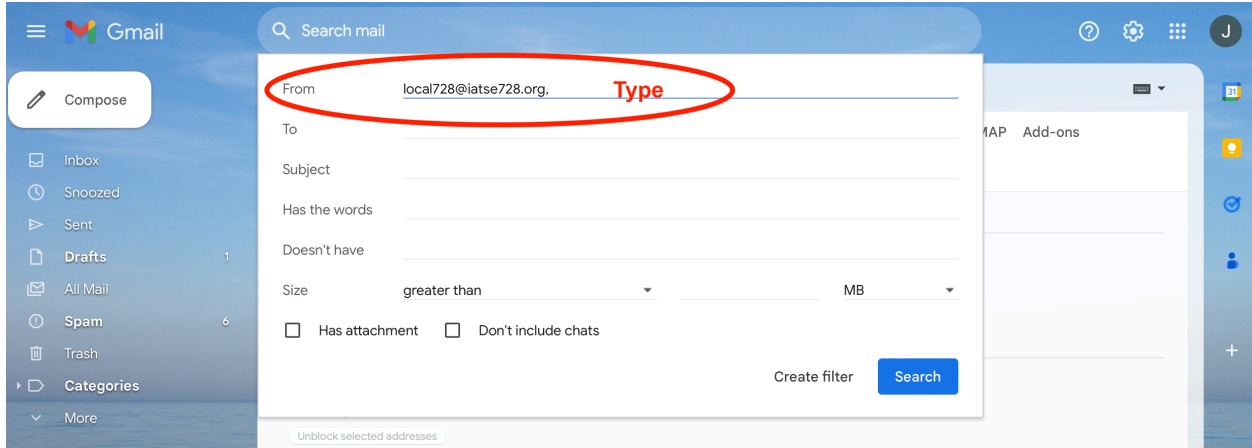 Gmail
Search mail
J
Compose
From local728@iatse728.org, Type
31
To
MAP Add-ons
Inbox
Subject
Snoozed
Has the words
Sent
Doesn't have
Drafts 1
Size greater than MB
All Mail
Spam 6
Has attachment Don't include chats
Trash
Create filter Search
Categories
More
Unblock selected addresses